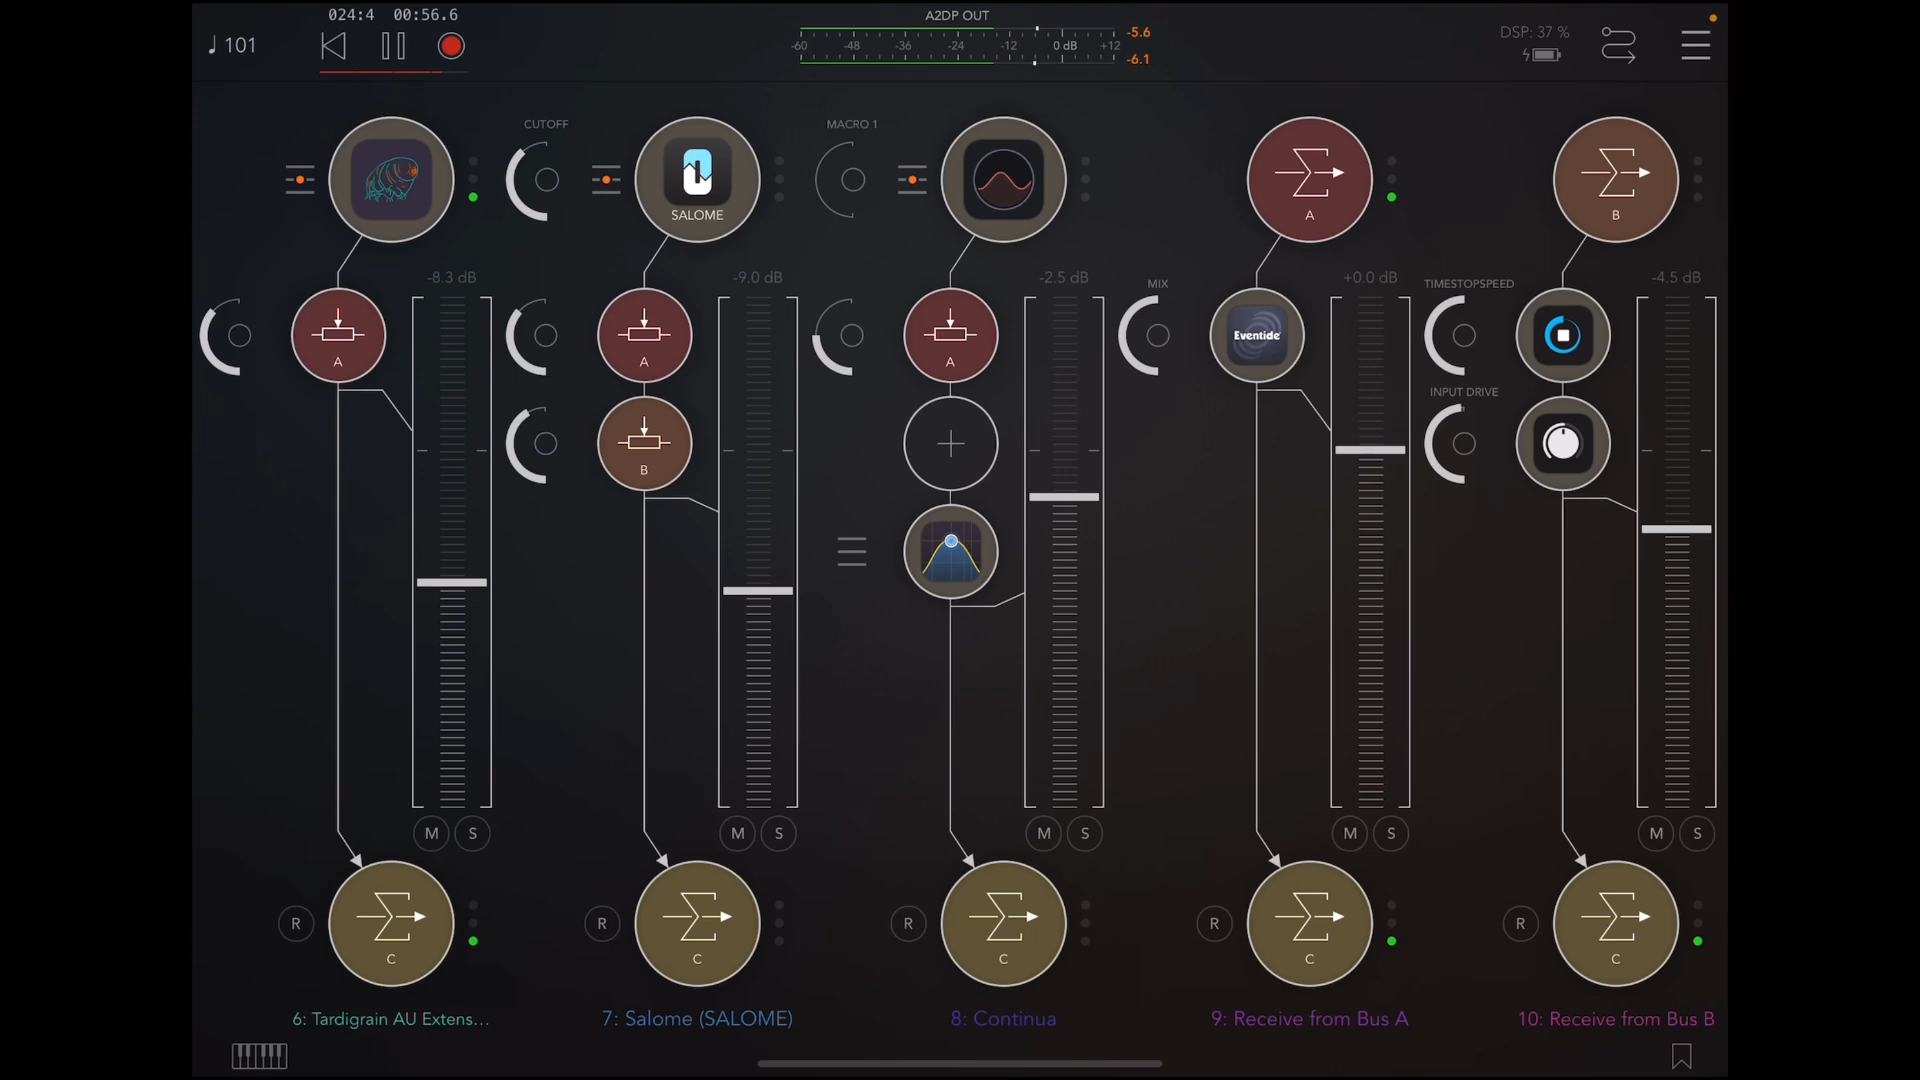 024:4 00:56.6
101
A2DP OUT
-60 -48 -36 -24 -12 0 dB +12
-5.6
-6.1
DSP: 37 %
CUTOFF
MACRO 1
SALOME
A
B
-8.3 dB
-9.0 dB
-2.5 dB
+0.0 dB
-4.5 dB
MIX
TIMESTOPSPEED
A
A
A
Eventide
INPUT DRIVE
B
M S
M S
M S
M S
M S
R
C
R
C
R
C
R
C
R
C
6: Tardigrain AU Extens...
7: Salome (SALOME)
8: Continua
9: Receive from Bus A
10: Receive from Bus B